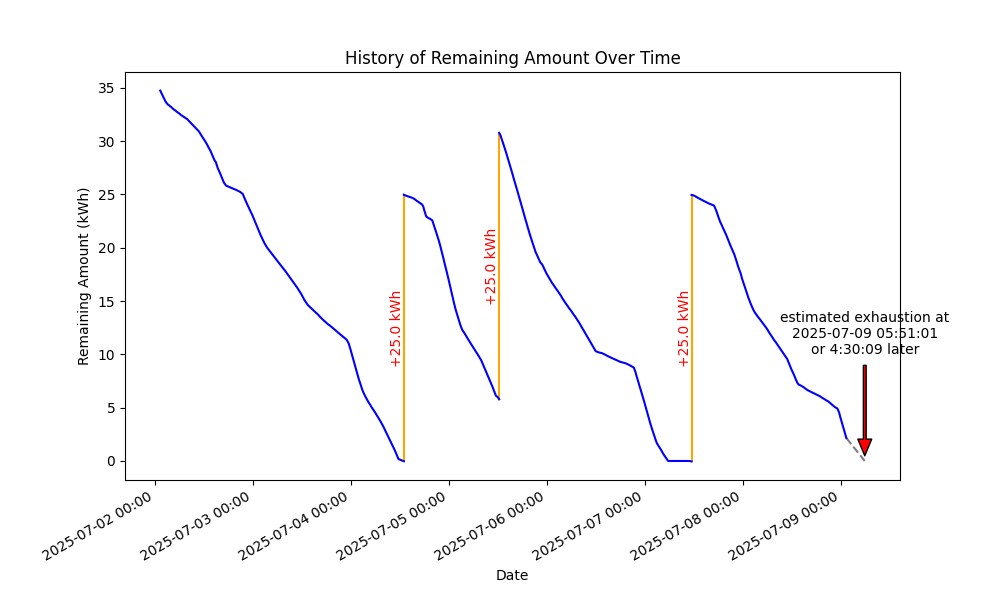 History of Remaining Amount Over Time
Remaining Amount (kWh)
35
30
25
20
15
10
5
0
+25.0 kWh
+25.0 kWh
+25.0 kWh
estimated exhaustion at
2025-07-09 05:51:01
or 4:30:09 later
2025-07-02 00:00
2025-07-03 00:00
2025-07-04 00:00
2025-07-05 00:00
2025-07-06 00:00
2025-07-07 00:00
2025-07-08 00:00
2025-07-09 00:00
Date